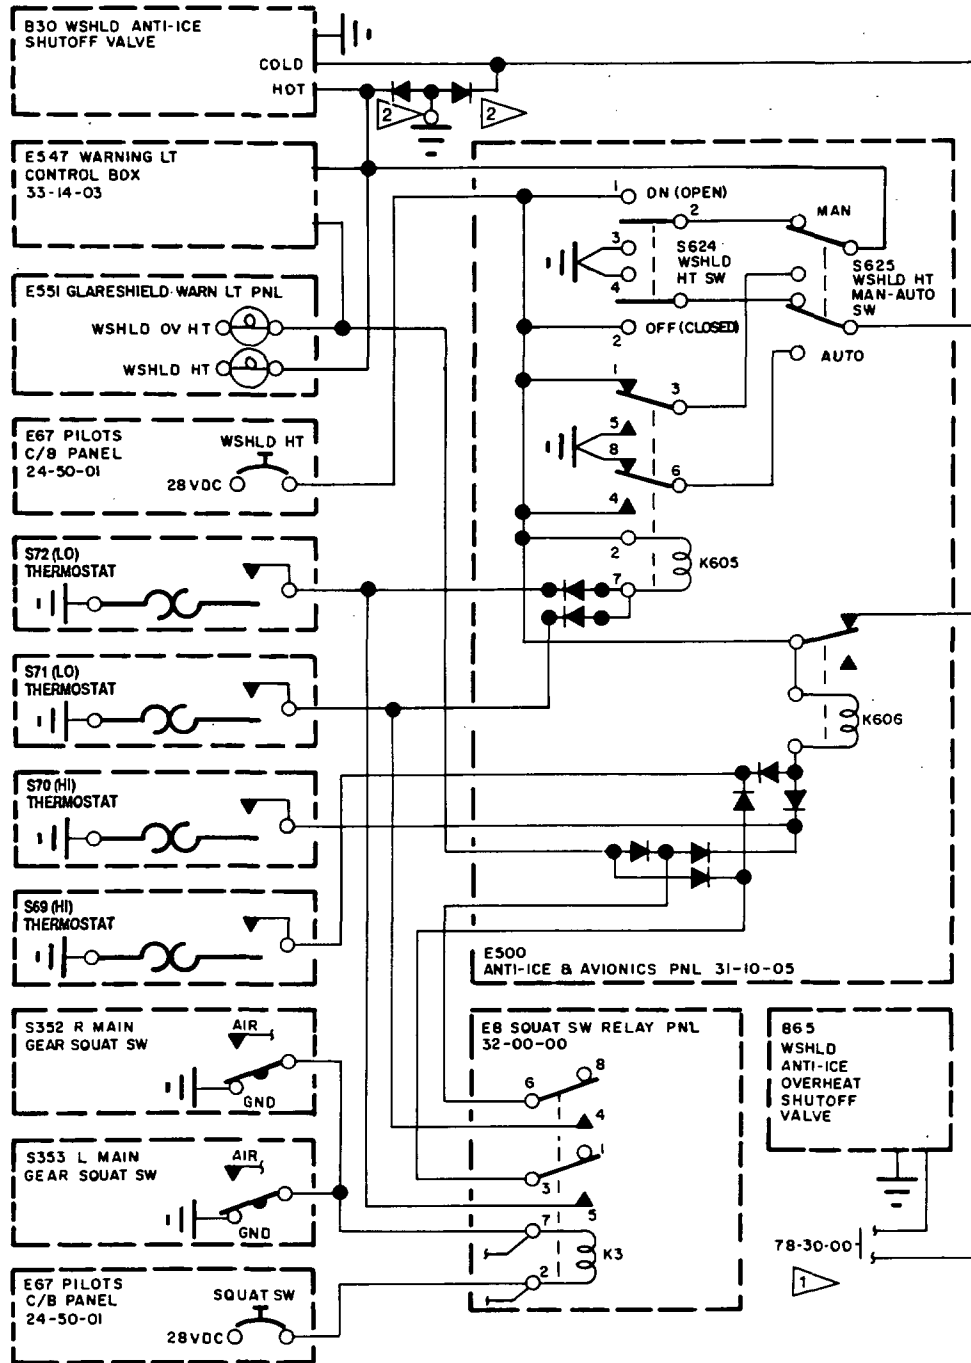 B30 WSHLD ANTI-ICE
SHUTOFF VALVE
COLD
HOT
2
2
E547 WARNING LT
CONTROL BOX
33-14-03
E551 GLARESHIELD WARN LT PNL
WSHLD OV HT
WSHLD HT
E67 PILOTS
C/B PANEL
24-50-01
WSHLD HT
28VDC
S72 (LO)
THERMOSTAT
S71 (LO)
THERMOSTAT
S70 (HI)
THERMOSTAT
S69 (HI)
THERMOSTAT
S352 R MAIN
GEAR SQUAT SW
AIR
GND
S353 L MAIN
GEAR SQUAT SW
AIR
GND
E67 PILOTS
C/B PANEL
24-50-01
SQUAT SW
28VDC
1
ON (OPEN)
2
MAN
3
S624
WSHLD
HT SW
4
S625
WSHLD HT
MAN-AUTO
SW
OFF (CLOSED)
2
AUTO
1
3
5
8
6
4
2
K605
7
K606
E500
ANTI-ICE & AVIONICS PNL 31-10-05
E8 SQUAT SW RELAY PNL
32-00-00
8
6
4
1
3
5
7
K3
2
B65
WSHLD
ANTI-ICE
OVERHEAT
SHUTOFF
VALVE
78-30-00
1